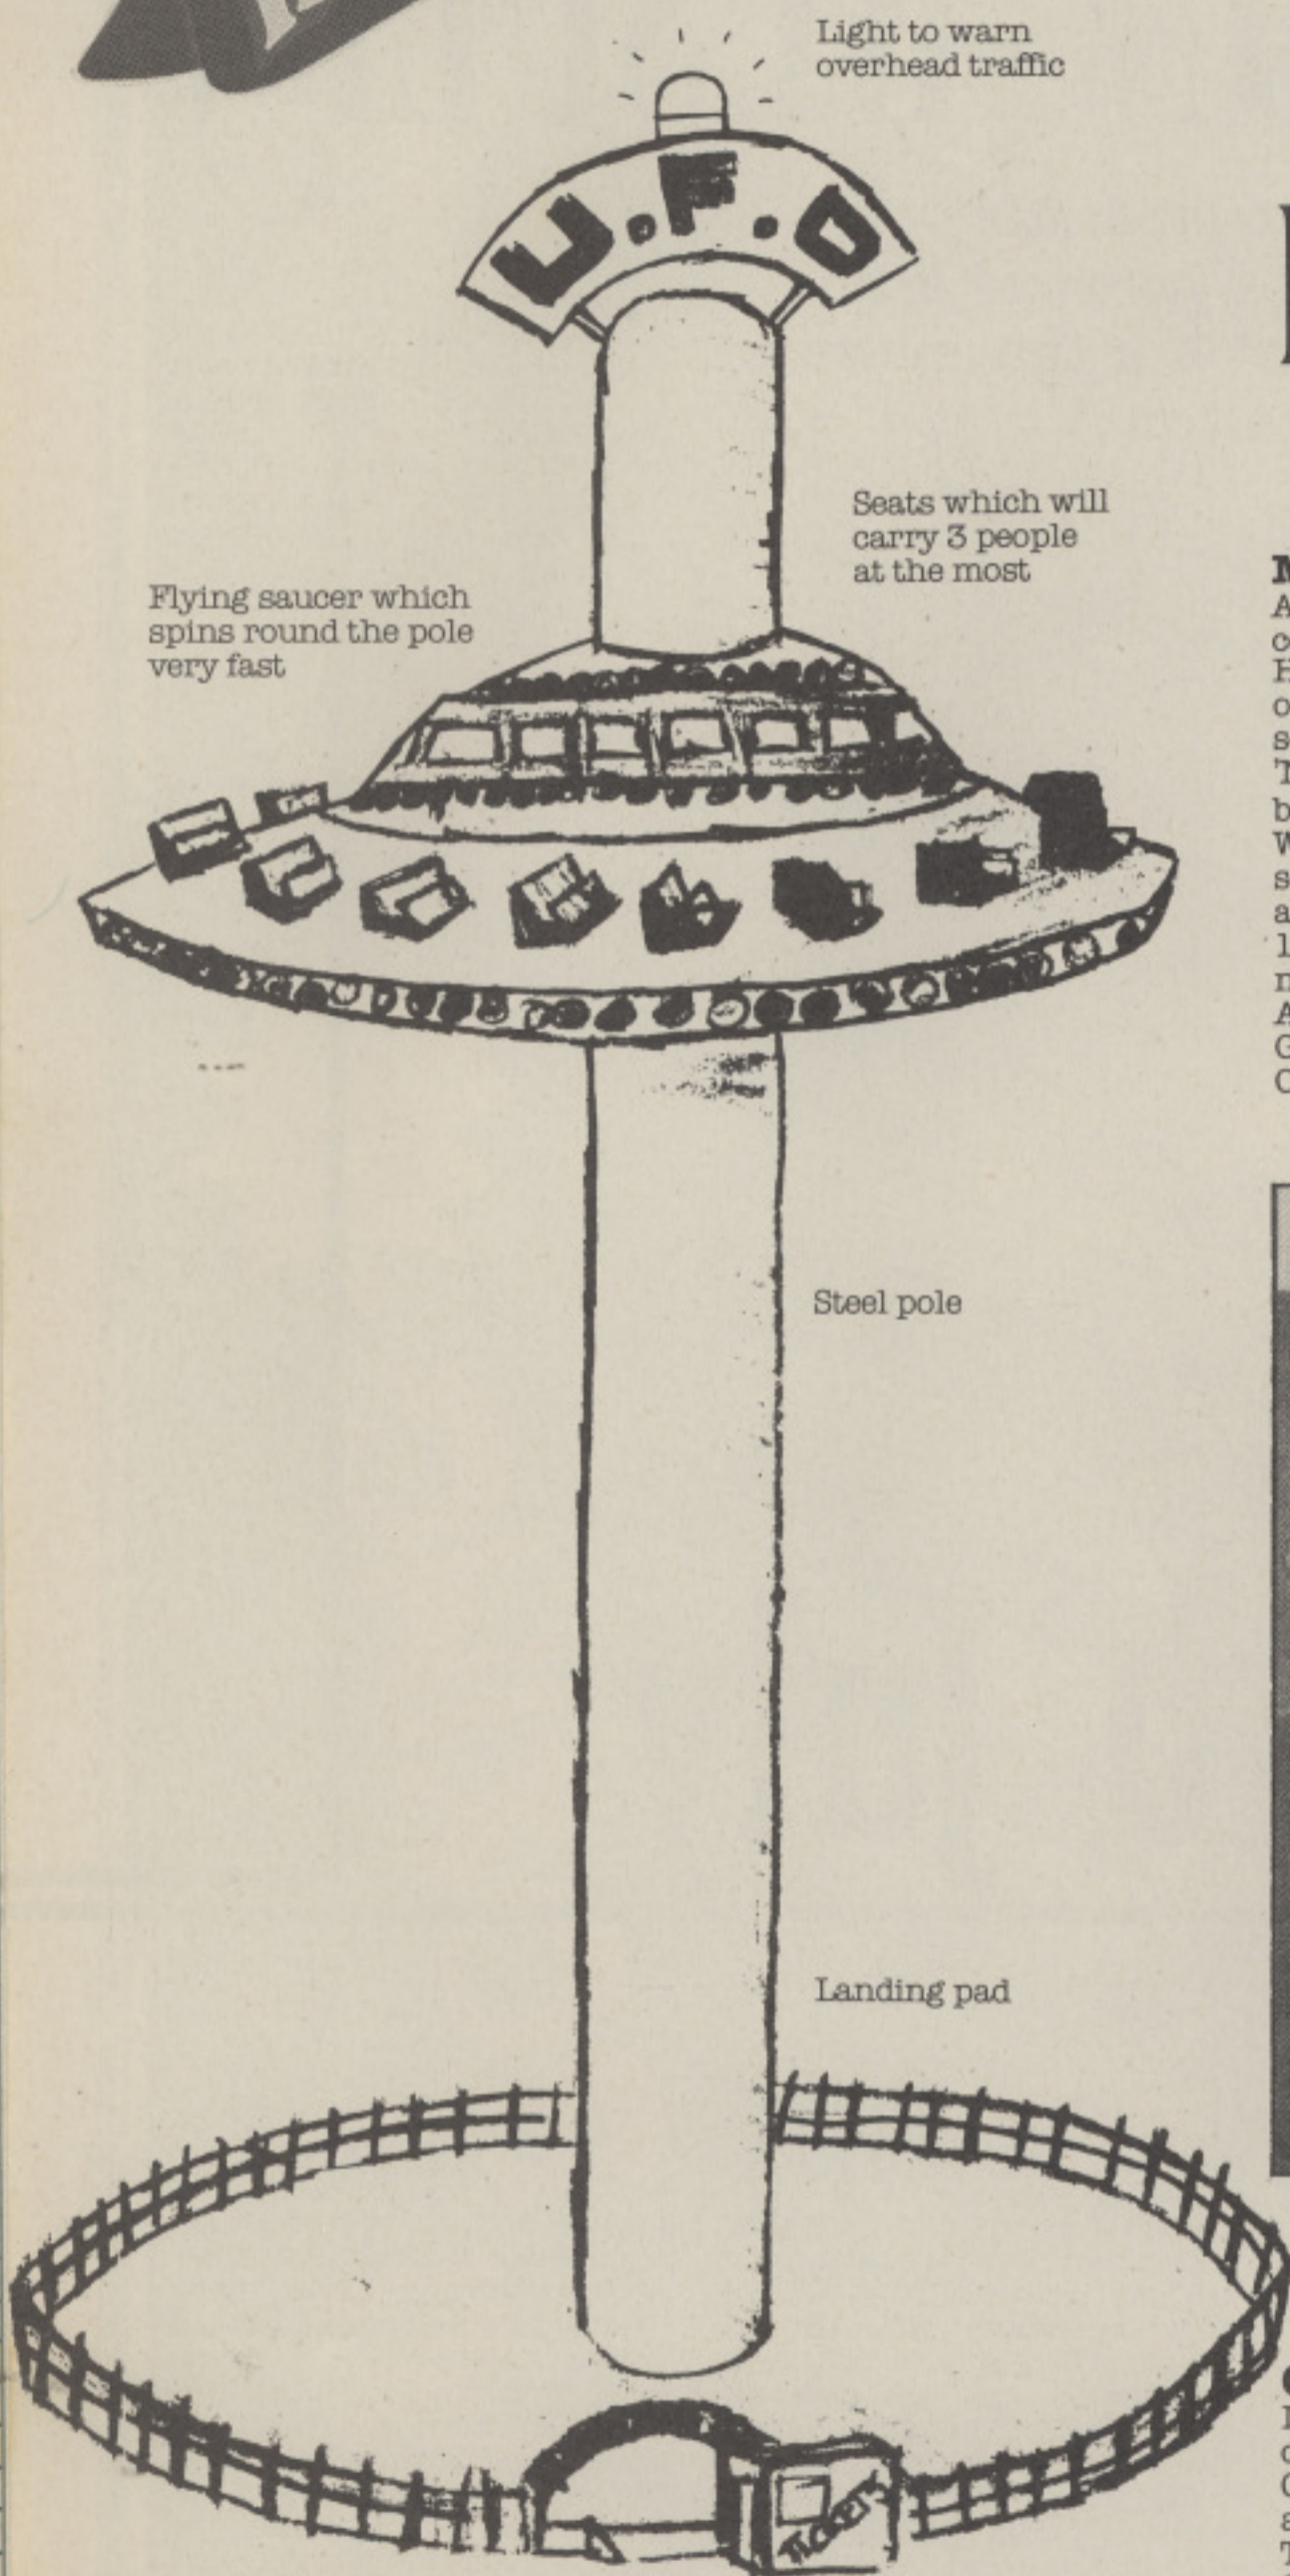 Light to warn
overhead traffic
U.F.O
Seats which will
carry 3 people
at the most
Flying saucer which
spins round the pole
very fast
Steel pole
Landing pad
Tickets